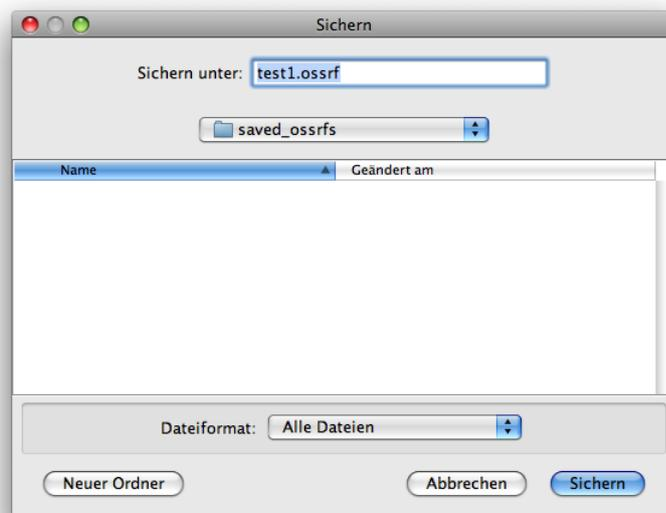 Sichern
Sichern unter: test1.ossrf
saved_ossrfs
Name Geändert am
Dateiformat: Alle Dateien
Neuer Ordner Abbrechen Sichern